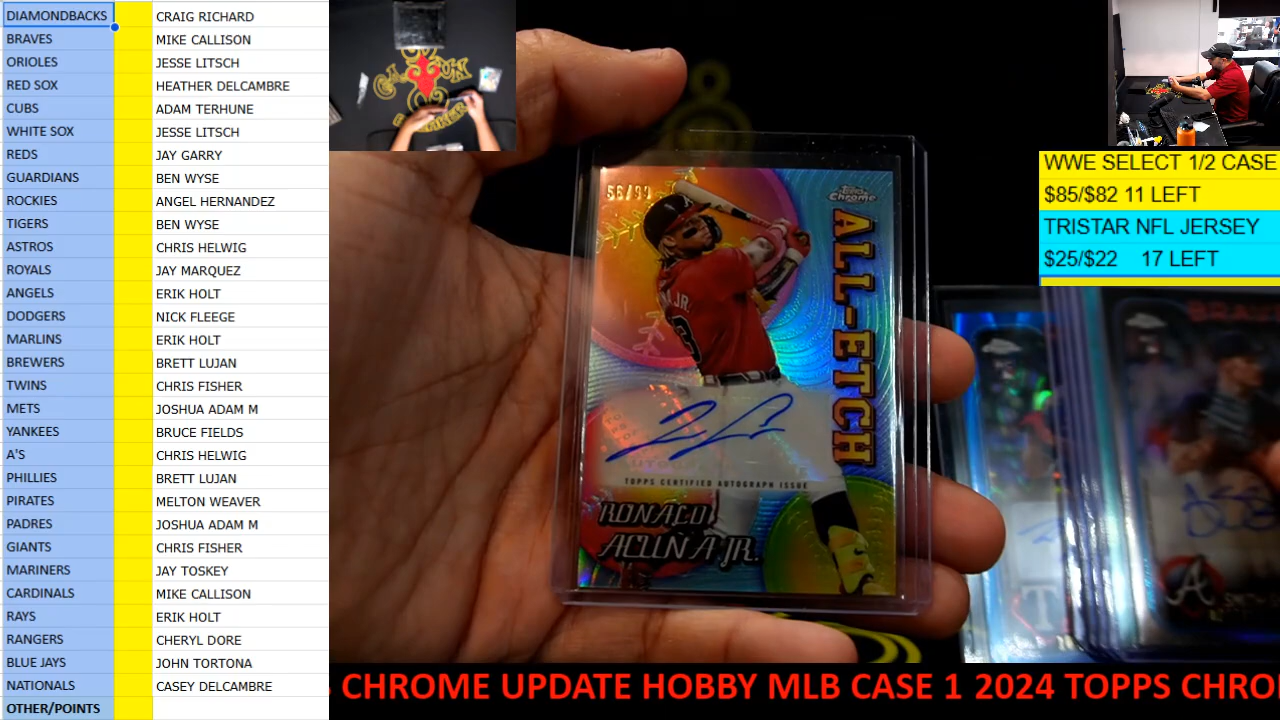 DIAMONDBACKS CRAIG RICHARD
BRAVES MIKE CALLISON
ORIOLES JESSE LITSCH
RED SOX HEATHER DELCAMBRE
CUBS ADAM TERHUNE
WHITE SOX JESSE LITSCH
REDS JAY GARRY
GUARDIANS BEN WYSE
ROCKIES ANGEL HERNANDEZ
TIGERS BEN WYSE
ASTROS CHRIS HELWIG
ROYALS JAY MARQUEZ
ANGELS ERIK HOLT
DODGERS NICK FLEEGE
MARLINS ERIK HOLT
BREWERS BRETT LUJAN
TWINS CHRIS FISHER
METS JOSHUA ADAM M
YANKEES BRUCE FIELDS
A'S CHRIS HELWIG
PHILLIES BRETT LUJAN
PIRATES MELTON WEAVER
PADRES JOSHUA ADAM M
GIANTS CHRIS FISHER
MARINERS JAY TOSKEY
CARDINALS MIKE CALLISON
RAYS ERIK HOLT
RANGERS CHERYL DORE
BLUE JAYS JOHN TORTONA
NATIONALS CASEY DELCAMBRE
OTHER/POINTS
WWE SELECT 1/2 CASE
$85/$82 11 LEFT
TRISTAR NFL JERSEY
$25/$22 17 LEFT
56/99
Topps Chrome
ALL-ETCH
JR.
TOPPS CERTIFIED AUTOGRAPH ISSUE
RONALD
ACUNA JR.
CHROME UPDATE HOBBY MLB CASE 1 2024 TOPPS CHRO